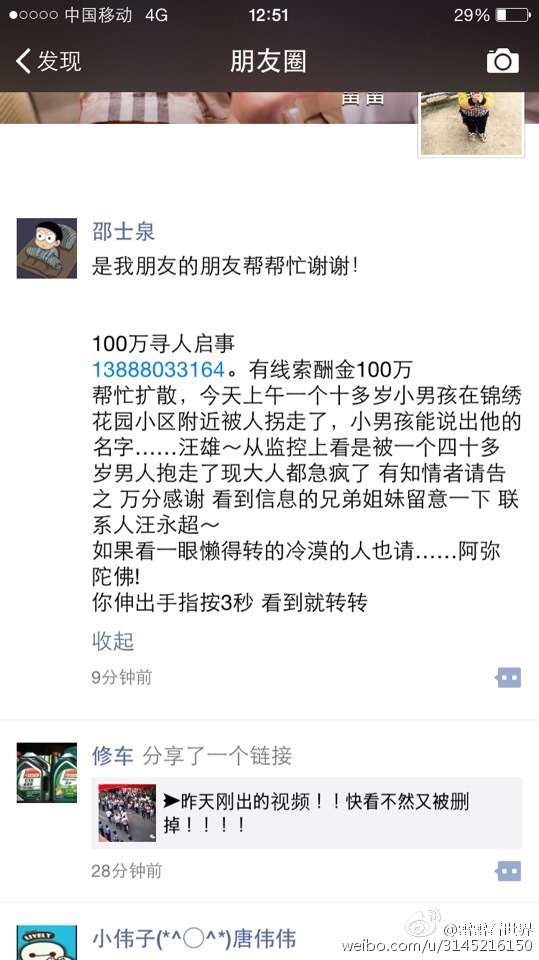 中国移动 4G 12:51 29%
发现 朋友圈
苗苗
邵士泉
是我朋友的朋友帮帮忙谢谢！
100万寻人启事
13888033164。有线索酬金100万
帮忙扩散，今天上午一个十多岁小男孩在锦绣
花园小区附近被人拐走了，小男孩能说出他的
名字……汪雄～从监控上看是被一个四十多
岁男人抱走了现大人都急疯了 有知情者请告
之 万分感谢 看到信息的兄弟姐妹留意一下 联
系人汪永超～
如果看一眼懒得转的冷漠的人也请……阿弥
陀佛!
你伸出手指按3秒 看到就转转
收起
9分钟前
修车 分享了一个链接
➤昨天刚出的视频！！快看不然又被删
掉！！！！
28分钟前
LIVELY
小伟子(*^◯^*)唐伟伟
weibo.com/u/3145216150